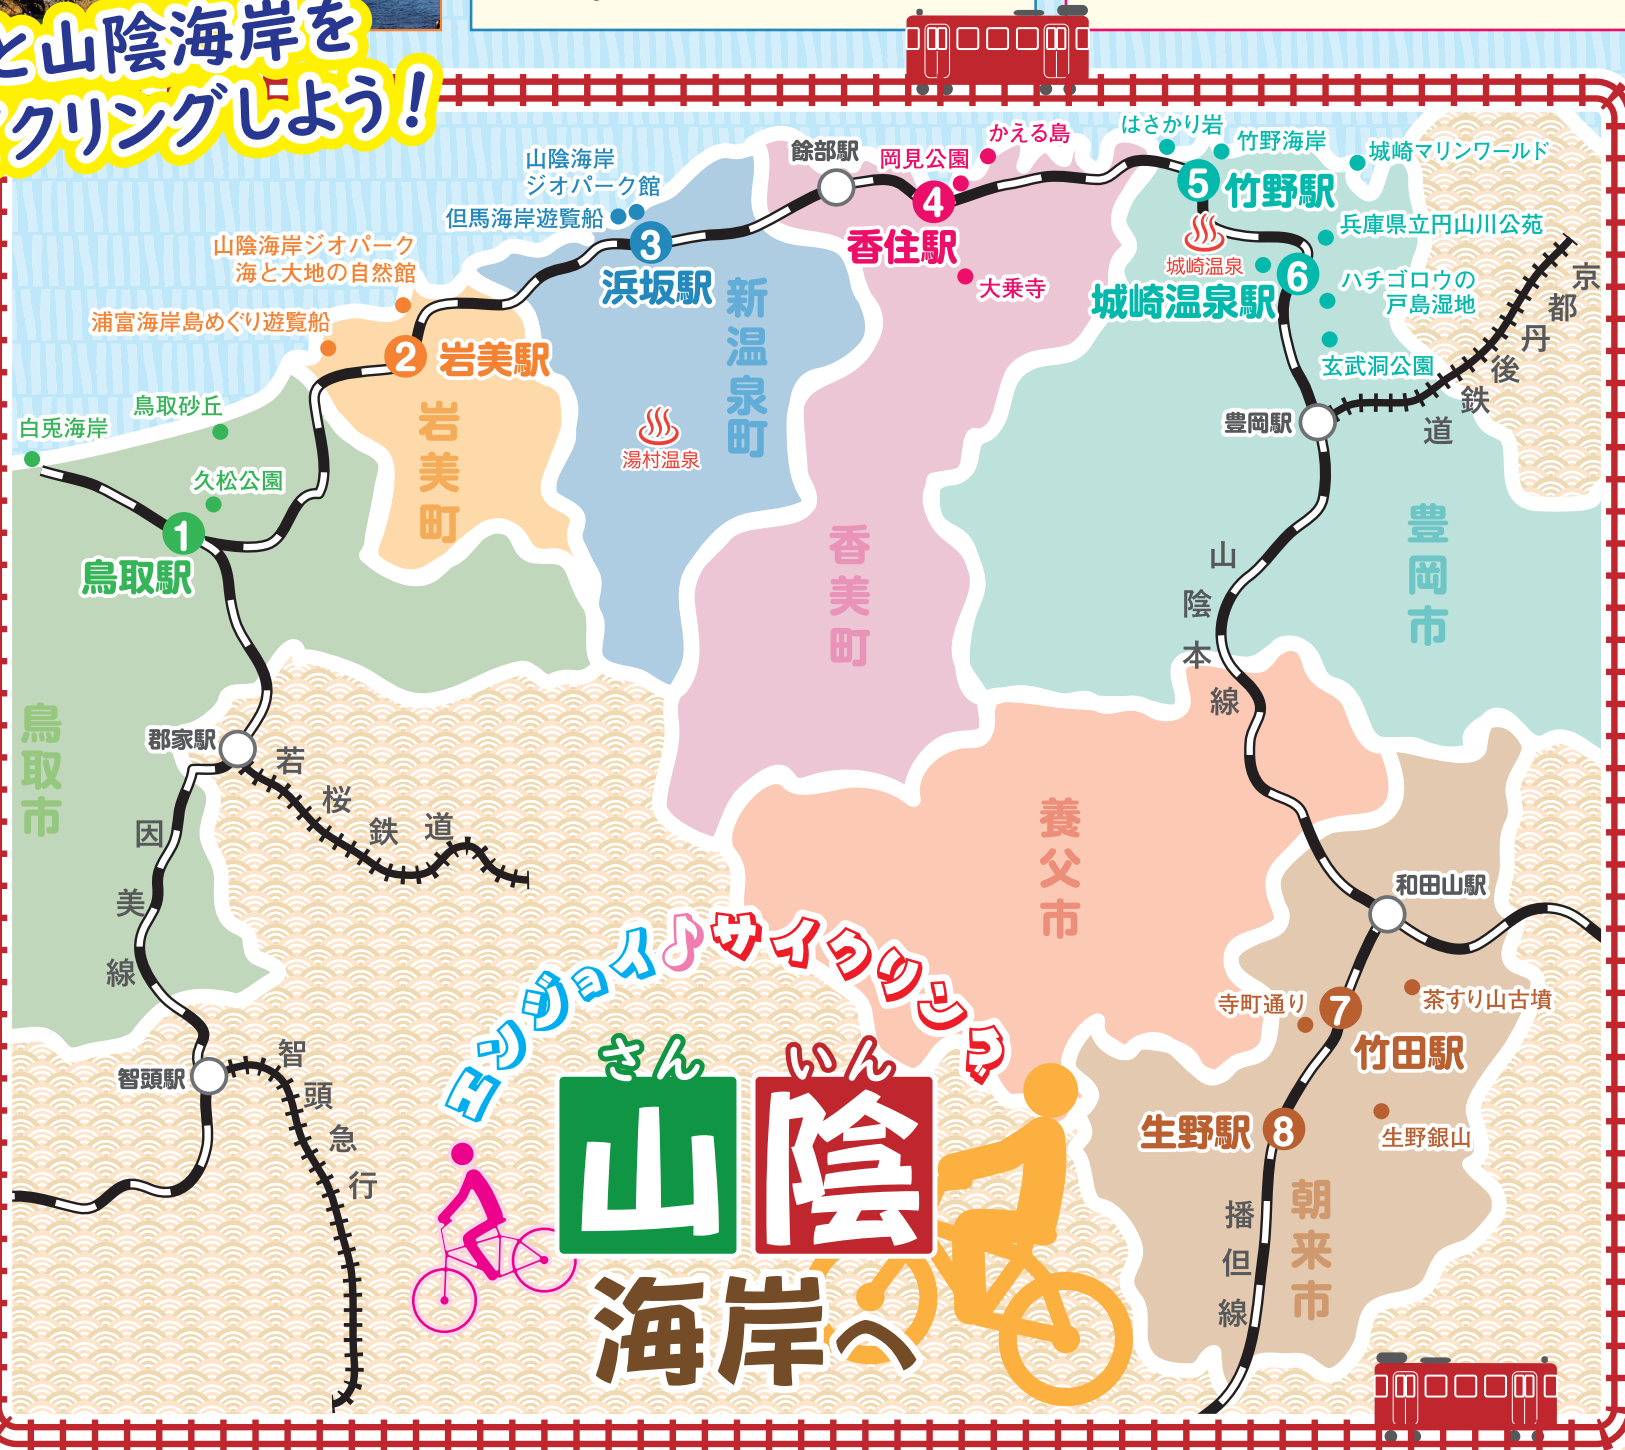 と山陰海岸を
クリングしよう!
はさかり岩
竹野海岸
城崎マリンワールド
かえる島
岡見公園
餘部駅
4
香住駅
大乗寺
5
竹野駅
城崎温泉
兵庫県立円山川公苑
6
城崎温泉駅
ハチゴロウの
戸島湿地
玄武洞公園
豊岡駅
京都丹後鉄道
山陰海岸
ジオパーク館
但馬海岸遊覧船
3
浜坂駅
新温泉町
湯村温泉
山陰海岸ジオパーク
海と大地の自然館
浦富海岸島めぐり遊覧船
2
岩美駅
岩美町
鳥取砂丘
白兎海岸
久松公園
1
鳥取駅
香美町
豊岡市
山陰本線
鳥取市
郡家駅
若桜鉄道
因美線
智頭駅
智頭急行
養父市
和田山駅
寺町通り
7
竹田駅
茶すり山古墳
8
生野駅
生野銀山
朝来市
播但線
エンジョイ♪サイクリング
さんいん
山陰
海岸へ